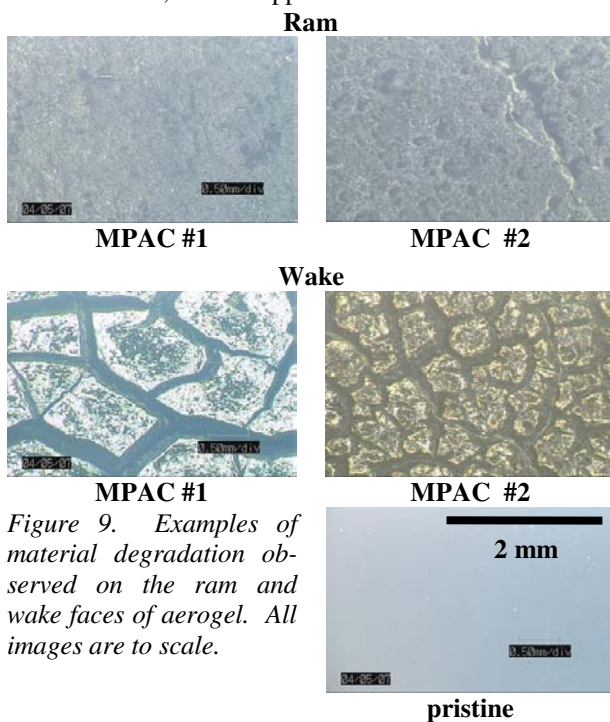 Ram
0.50mm/div
04/05/07
MPAC #1
MPAC #2
Wake
0.50mm/div
04/05/07
MPAC #1
MPAC #2
Figure 9. Examples of
material degradation ob-
served on the ram and
wake faces of aerogel. All
images are to scale.
2 mm
0.50mm/div
04/05/07
pristine